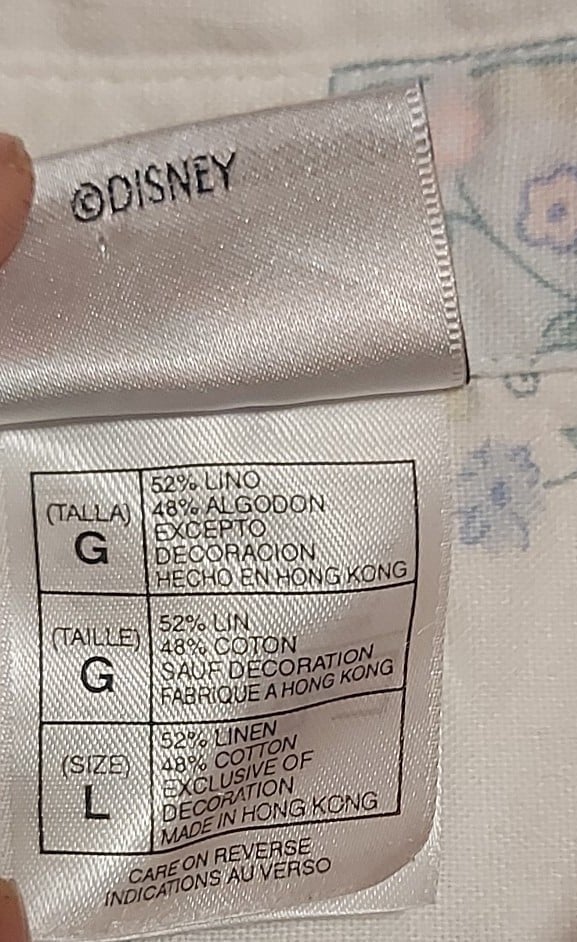 ©DISNEY
(TALLA)
G
52% LINO
48% ALGODON
EXCEPTO
DECORACION
HECHO EN HONG KONG
(TAILLE)
G
52% LIN
48% COTON
SAUF DECORATION
FABRIQUE A HONG KONG
(SIZE)
L
52% LINEN
48% COTTON
EXCLUSIVE OF
DECORATION
MADE IN HONG KONG
CARE ON REVERSE
INDICATIONS AU VERSO